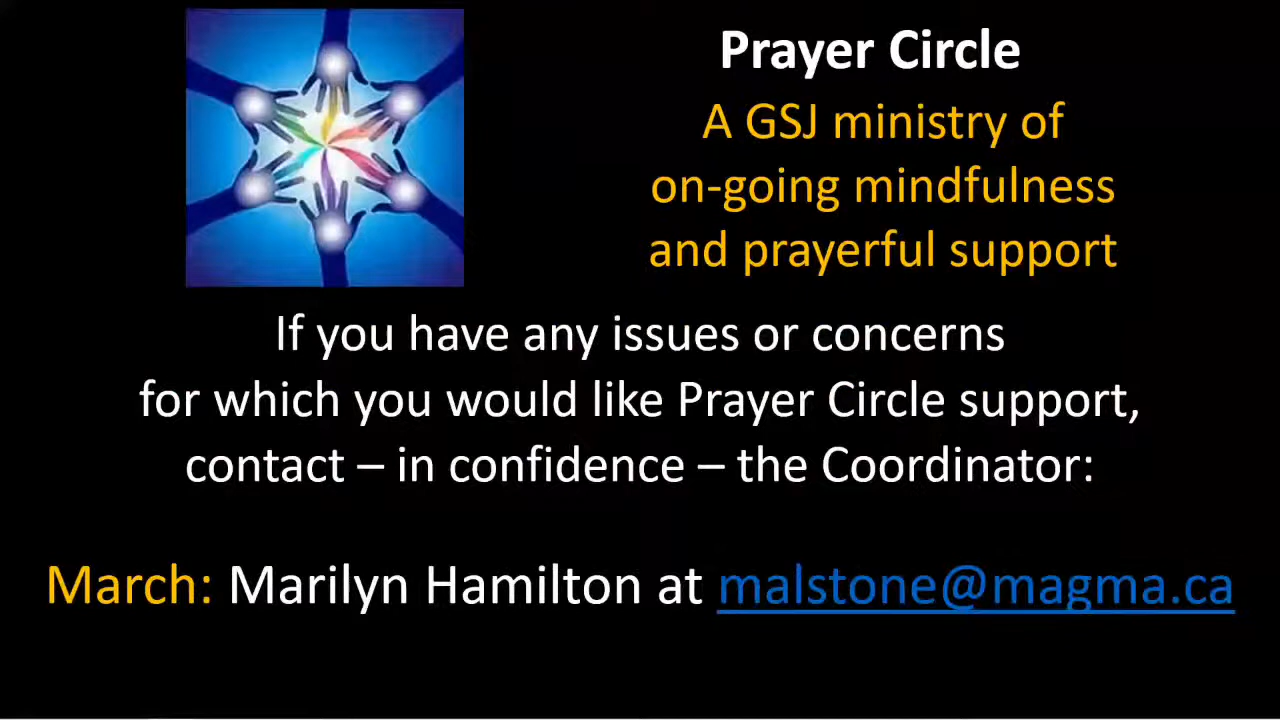 Prayer Circle
A GSJ ministry of
on-going mindfulness
and prayerful support
If you have any issues or concerns
for which you would like Prayer Circle support,
contact – in confidence – the Coordinator:
March: Marilyn Hamilton at malstone@magma.ca